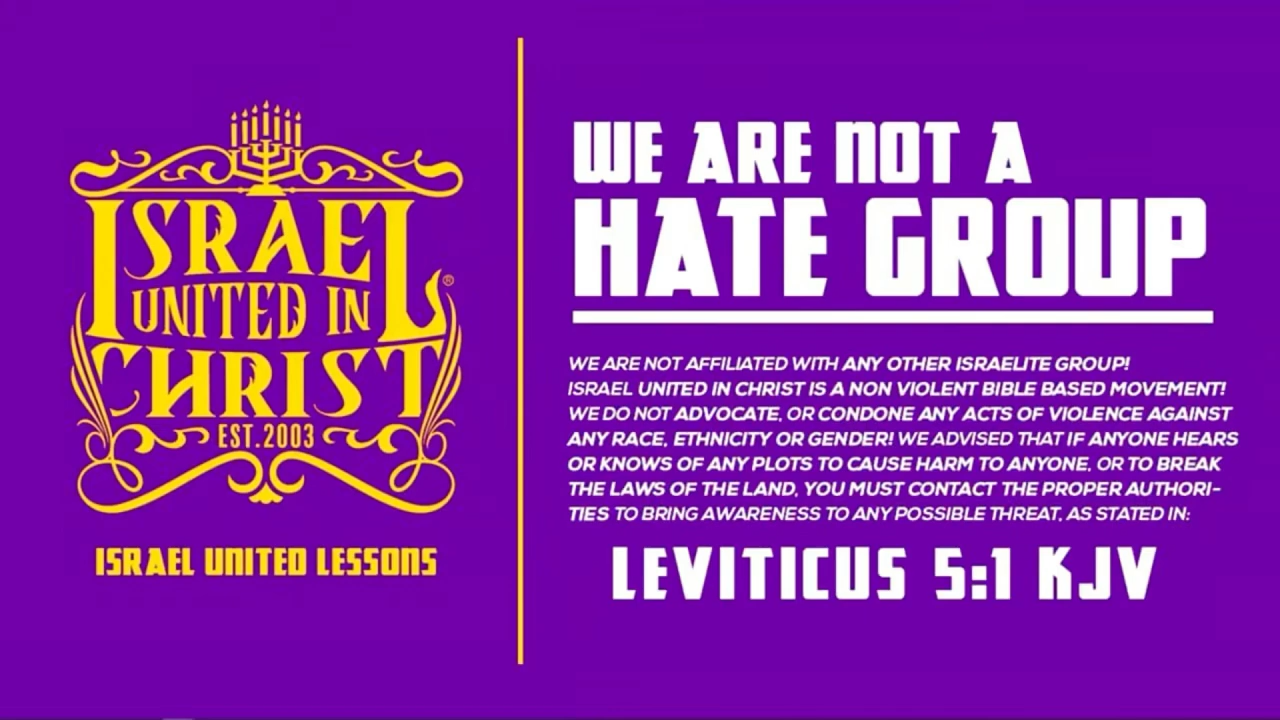 ISRAEL
UNITED IN
CHRIST
EST.2003
®
ISRAEL UNITED LESSONS
WE ARE NOT A
HATE GROUP
WE ARE NOT AFFILIATED WITH ANY OTHER ISRAELITE GROUP!
ISRAEL UNITED IN CHRIST IS A NON VIOLENT BIBLE BASED MOVEMENT!
WE DO NOT ADVOCATE, OR CONDONE ANY ACTS OF VIOLENCE AGAINST
ANY RACE, ETHNICITY OR GENDER! WE ADVISED THAT IF ANYONE HEARS
OR KNOWS OF ANY PLOTS TO CAUSE HARM TO ANYONE, OR TO BREAK
THE LAWS OF THE LAND, YOU MUST CONTACT THE PROPER AUTHORI-
TIES TO BRING AWARENESS TO ANY POSSIBLE THREAT, AS STATED IN:
LEVITICUS 5:1 KJV